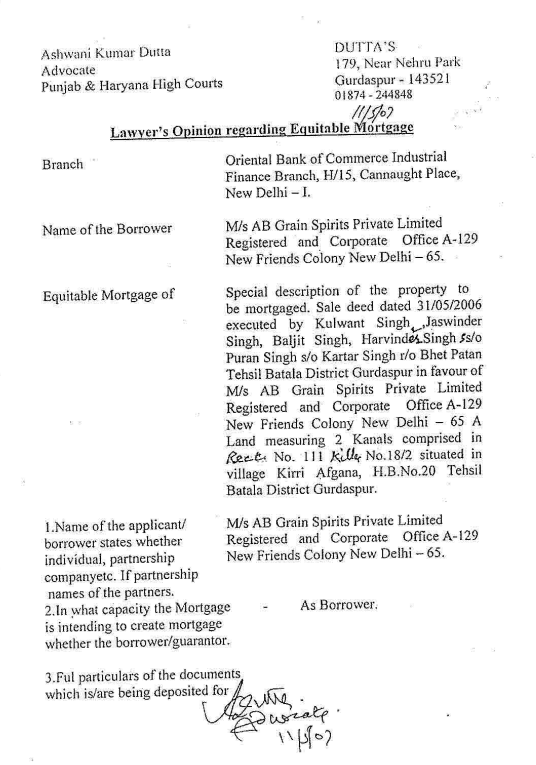 Ashwani Kumar Dutta
Advocate
Punjab & Haryana High Courts
DUTTA'S
179, Near Nehru Park
Gurdaspur - 143521
01874 - 244848
11/5/07
Lawyer's Opinion regarding Equitable Mortgage
Branch
Oriental Bank of Commerce Industrial
Finance Branch, H/15, Cannaught Place,
New Delhi – I.
Name of the Borrower
M/s AB Grain Spirits Private Limited
Registered and Corporate Office A-129
New Friends Colony New Delhi – 65.
Equitable Mortgage of
Special description of the property to
be mortgaged. Sale deed dated 31/05/2006
executed by Kulwant Singh, Jaswinder
Singh, Baljit Singh, Harvinder Singh ss/o
Puran Singh s/o Kartar Singh r/o Bhet Patan
Tehsil Batala District Gurdaspur in favour of
M/s AB Grain Spirits Private Limited
Registered and Corporate Office A-129
New Friends Colony New Delhi – 65 A
Land measuring 2 Kanals comprised in
No. 111 Killa No.18/2 situated in
village Kirri Afgana, H.B.No.20 Tehsil
Batala District Gurdaspur.
1.Name of the applicant/
borrower states whether
individual, partnership
companyetc. If partnership
names of the partners.
M/s AB Grain Spirits Private Limited
Registered and Corporate Office A-129
New Friends Colony New Delhi – 65.
2.In what capacity the Mortgage - As Borrower.
is intending to create mortgage
whether the borrower/guarantor.
3.Ful particulars of the documents
which is/are being deposited for
Advocate
11/5/07